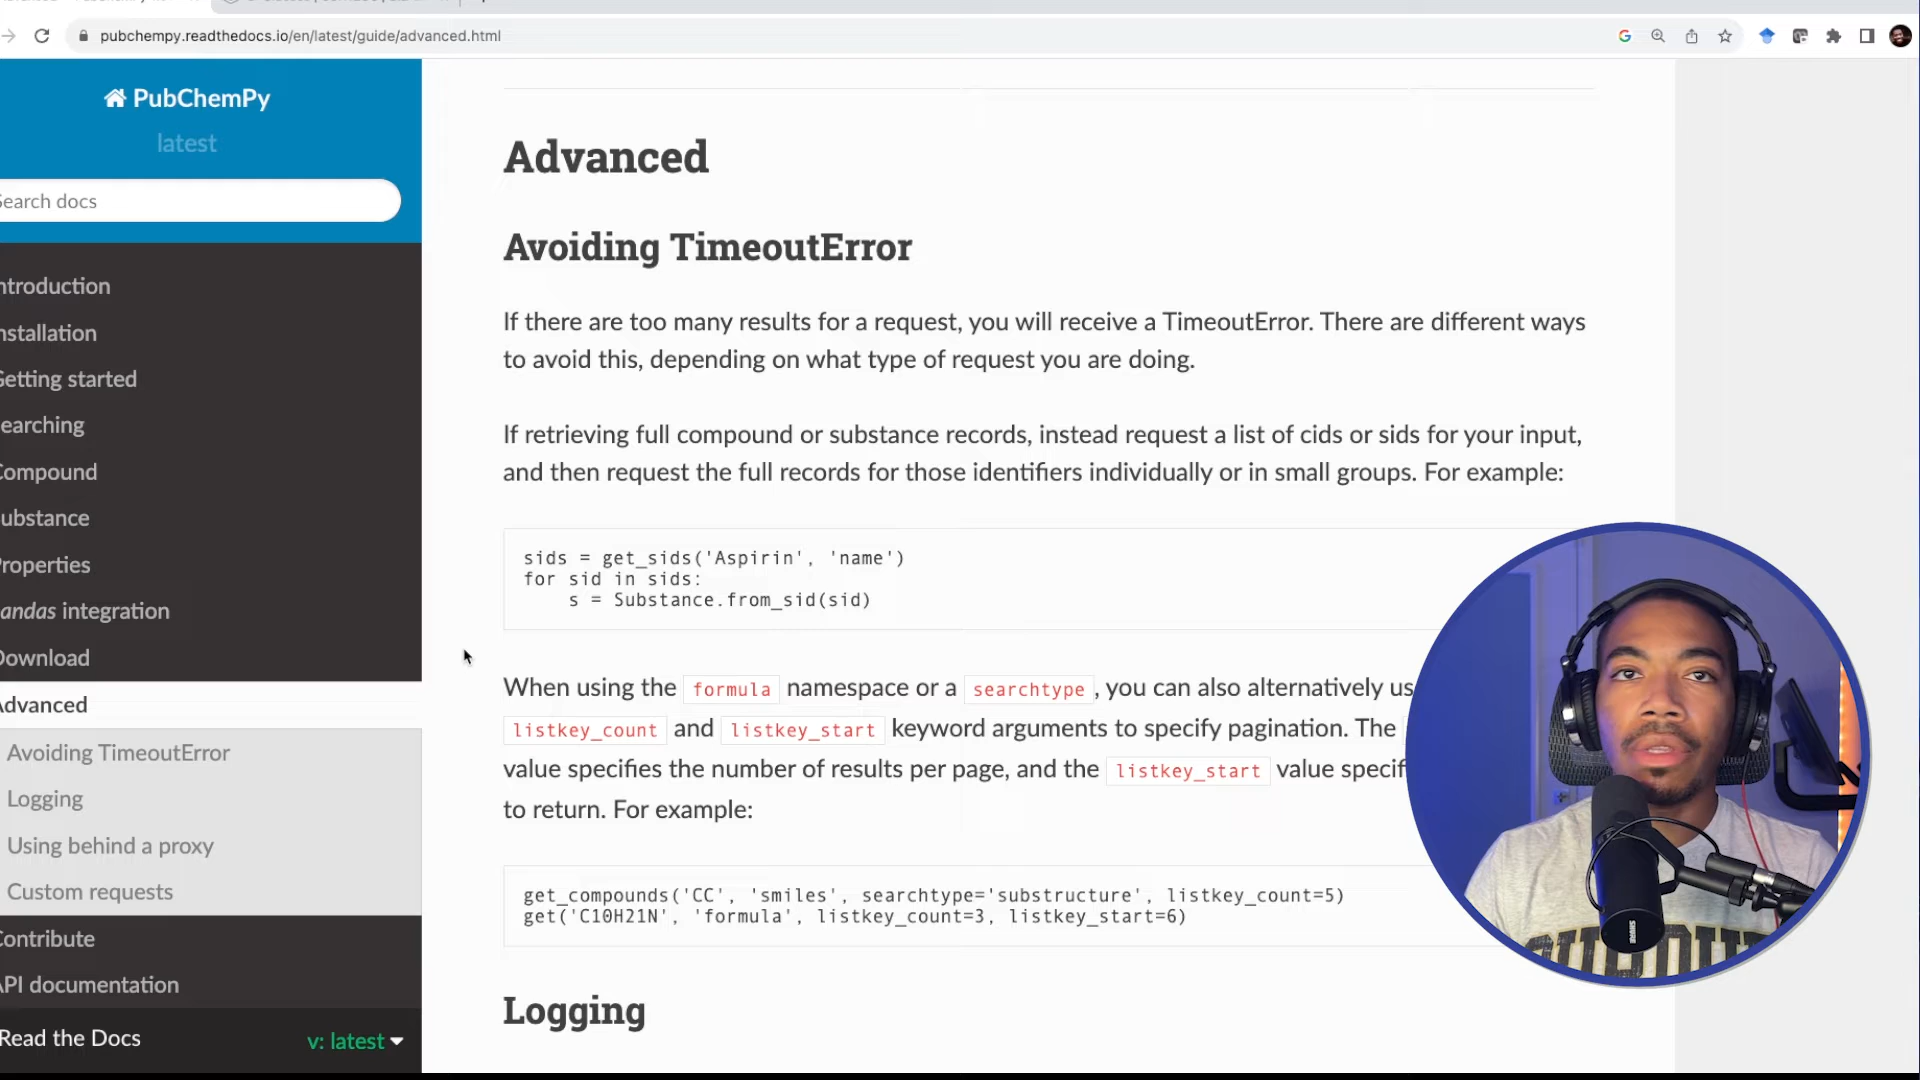 pubchempy.readthedocs.io/en/latest/guide/advanced.html
PubChemPy
latest
Search docs
ntroduction
nstallation
Getting started
earching
Compound
ubstance
roperties
andas integration
Download
Advanced
Avoiding TimeoutError
Logging
Using behind a proxy
Custom requests
Contribute
API documentation
Read the Docs
v: latest
Advanced
Avoiding TimeoutError
If there are too many results for a request, you will receive a TimeoutError. There are different ways
to avoid this, depending on what type of request you are doing.
If retrieving full compound or substance records, instead request a list of cids or sids for your input,
and then request the full records for those identifiers individually or in small groups. For example:
sids = get_sids('Aspirin', 'name')
for sid in sids:
    s = Substance.from_sid(sid)
When using the formula namespace or a searchtype, you can also alternatively us
listkey_count and listkey_start keyword arguments to specify pagination. The
value specifies the number of results per page, and the listkey_start value specif
to return. For example:
get_compounds('CC', 'smiles', searchtype='substructure', listkey_count=5)
get('C10H21N', 'formula', listkey_count=3, listkey_start=6)
Logging
SHURE